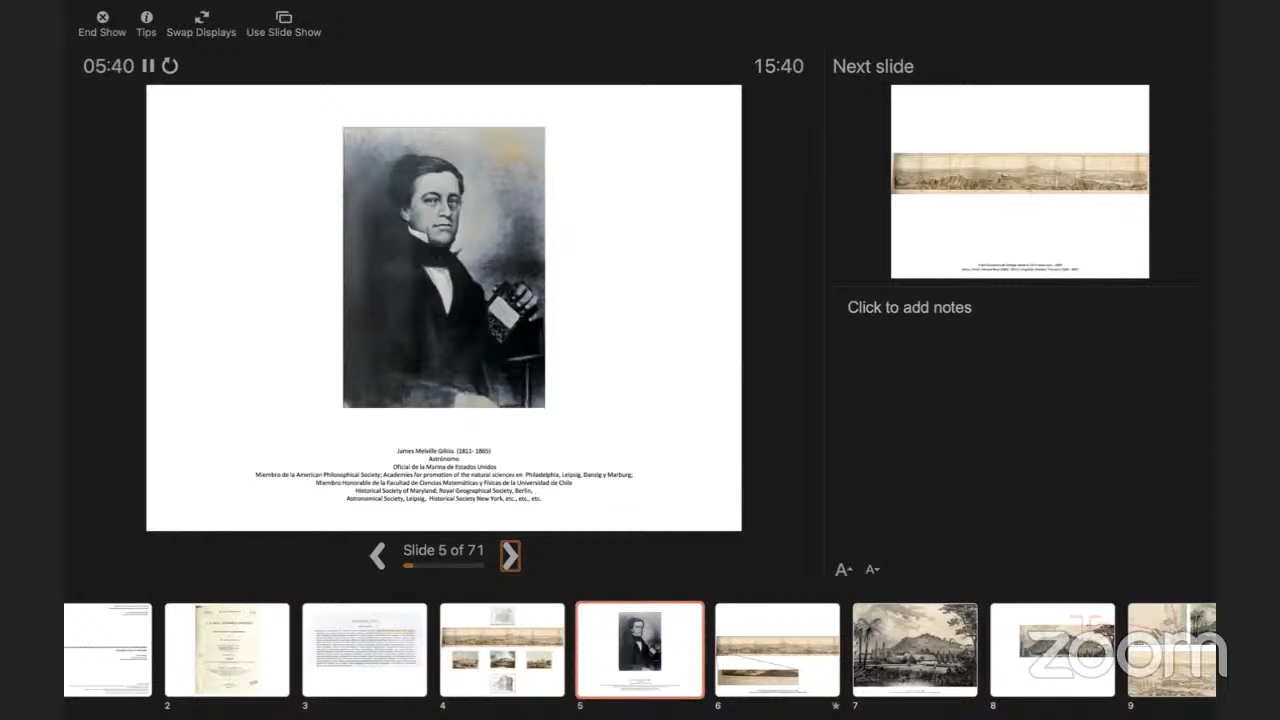 End Show
Tips
Swap Displays
Use Slide Show
05:40
15:40
Next slide
James Melville Gilliss (1811- 1865)
Astrónomo
Oficial de la Marina de Estados Unidos
Miembro de la American Philosophical Society; Academies for promotion of the natural sciences en Philadelphia, Leipsig, Danzig y Marburg;
Miembro Honorable de la Facultad de Ciencias Matemáticas y Físicas de la Universidad de Chile
Historical Society of Maryland; Royal Geographical Society, Berlin,
Astronomical Society, Leipsig, Historical Society New York, etc., etc., etc.
Click to add notes
Slide 5 of 71
A
A
2
3
4
5
6
7
8
9
zoom